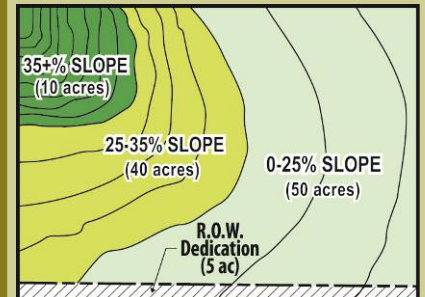 35+% SLOPE
(10 acres)
25-35% SLOPE
(40 acres)
0-25% SLOPE
(50 acres)
R.O.W.
Dedication
(5 ac)